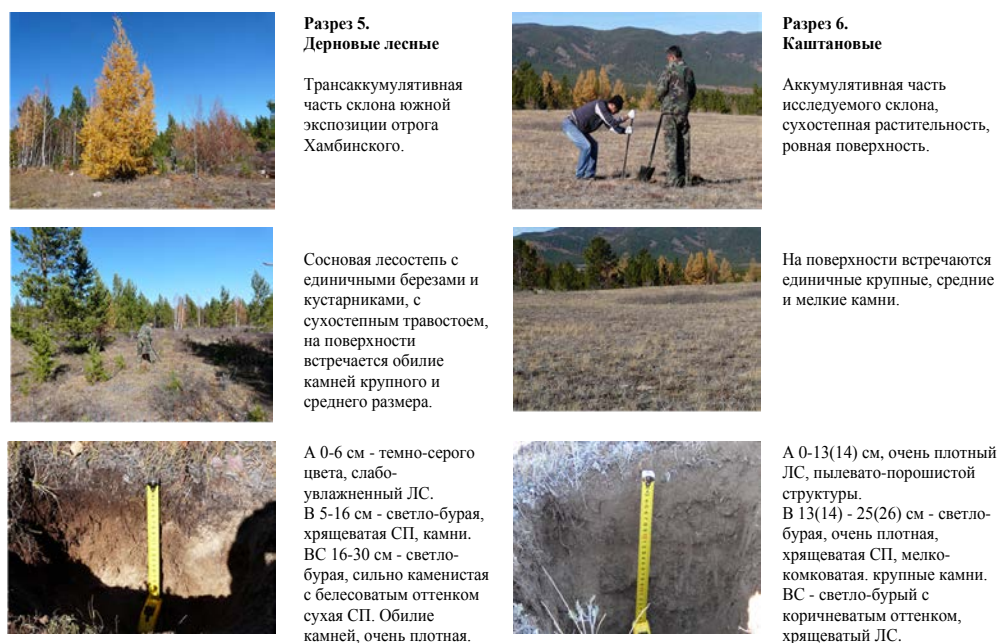 Разрез 5.
Дерновые лесные
Трансаккумулятивная
часть склона южной
экспозиции отрога
Хамбинского.
Сосновая лесостепь с
единичными березами и
кустарниками, с
сухостепным травостоем,
на поверхности
встречается обилие
камней крупного и
среднего размера.
А 0-6 см - темно-серого
цвета, слабо-
увлажненный ЛС.
В 5-16 см - светло-бурая,
хрящеватая СП, камни.
ВС 16-30 см - светло-
бурая, сильно каменистая
с белесоватым оттенком
сухая СП. Обилие
камней, очень плотная.
Разрез 6.
Каштановые
Аккумулятивная часть
исследуемого склона,
сухостепная растительность,
ровная поверхность.
На поверхности встречаются
единичные крупные, средние
и мелкие камни.
А 0-13(14) см, очень плотный
ЛС, пылевато-порошистой
структуры.
В 13(14) - 25(26) см - светло-
бурая, очень плотная,
хрящеватая СП, мелко-
комковатая. крупные камни.
ВС - светло-бурый с
коричневатым оттенком,
хрящеватый ЛС.